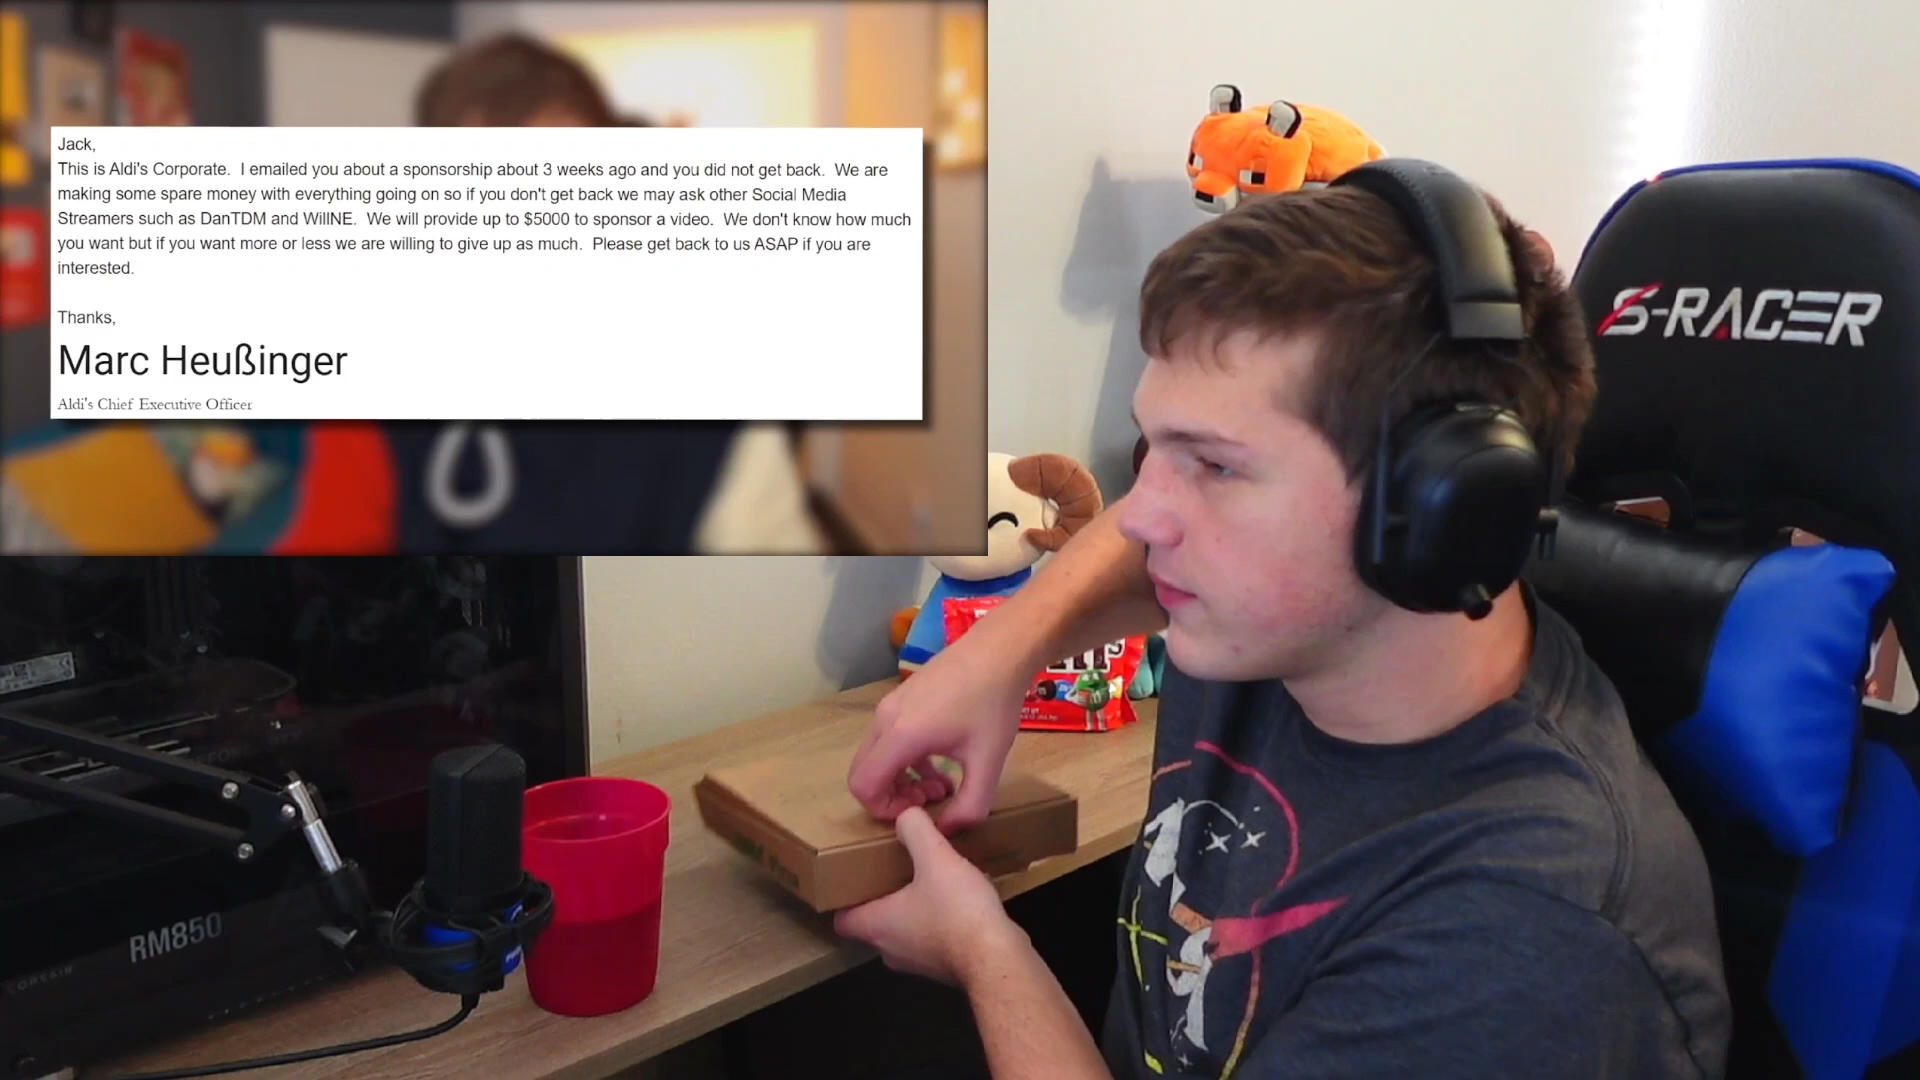 Jack,
This is Aldi's Corporate.  I emailed you about a sponsorship about 3 weeks ago and you did not get back.  We are
making some spare money with everything going on so if you don't get back we may ask other Social Media
Streamers such as DanTDM and WillNE.  We will provide up to $5000 to sponsor a video.  We don't know how much
you want but if you want more or less we are willing to give up as much.  Please get back to us ASAP if you are
interested.
Thanks,
Marc Heußinger
Aldi's Chief Executive Officer
S-RACER
RM850
CORSAIR